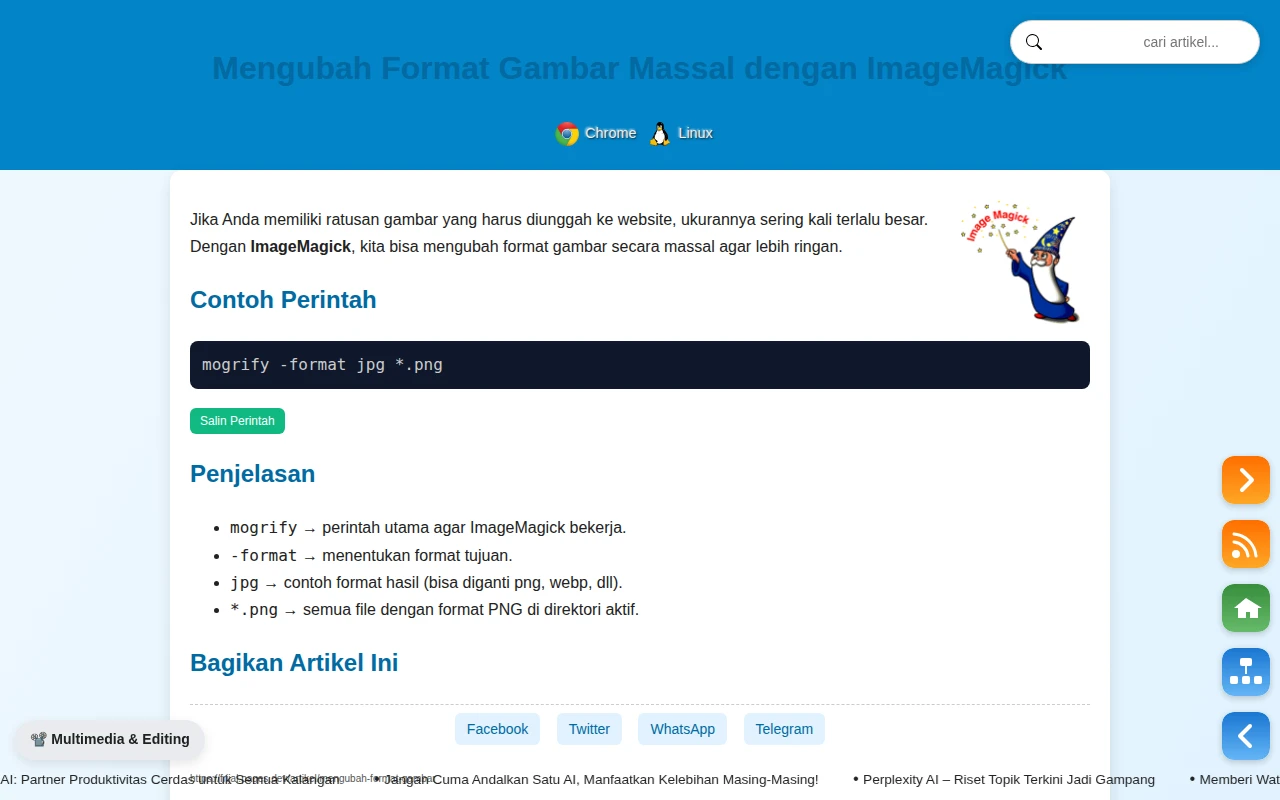 cari artikel...
Mengubah Format Gambar Massal dengan ImageMagick
Chrome Linux
Jika Anda memiliki ratusan gambar yang harus diunggah ke website, ukurannya sering kali terlalu besar.
Dengan ImageMagick, kita bisa mengubah format gambar secara massal agar lebih ringan.
Image Magick
Contoh Perintah
mogrify -format jpg *.png
Salin Perintah
Penjelasan
• mogrify → perintah utama agar ImageMagick bekerja.
• -format → menentukan format tujuan.
• jpg → contoh format hasil (bisa diganti png, webp, dll).
• *.png → semua file dengan format PNG di direktori aktif.
Bagikan Artikel Ini
Facebook Twitter WhatsApp Telegram
Multimedia & Editing
AI: Partner Produktivitas Cerdas untuk Semua Kalangan • Jangan Cuma Andalkan Satu AI, Manfaatkan Kelebihan Masing-Masing! • Perplexity AI – Riset Topik Terkini Jadi Gampang • Memberi Wat